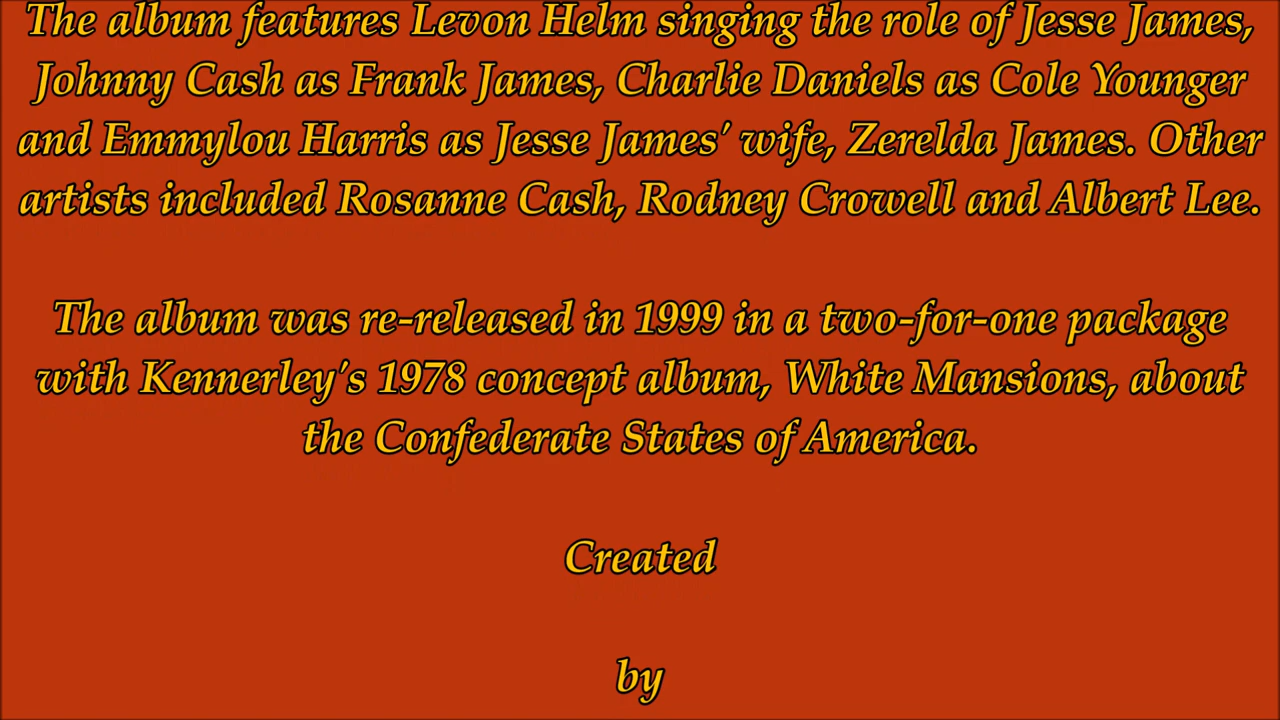 The album features Levon Helm singing the role of Jesse James,
Johnny Cash as Frank James, Charlie Daniels as Cole Younger
and Emmylou Harris as Jesse James' wife, Zerelda James. Other
artists included Rosanne Cash, Rodney Crowell and Albert Lee.
The album was re-released in 1999 in a two-for-one package
with Kennerley's 1978 concept album, White Mansions, about
the Confederate States of America.
Created
by